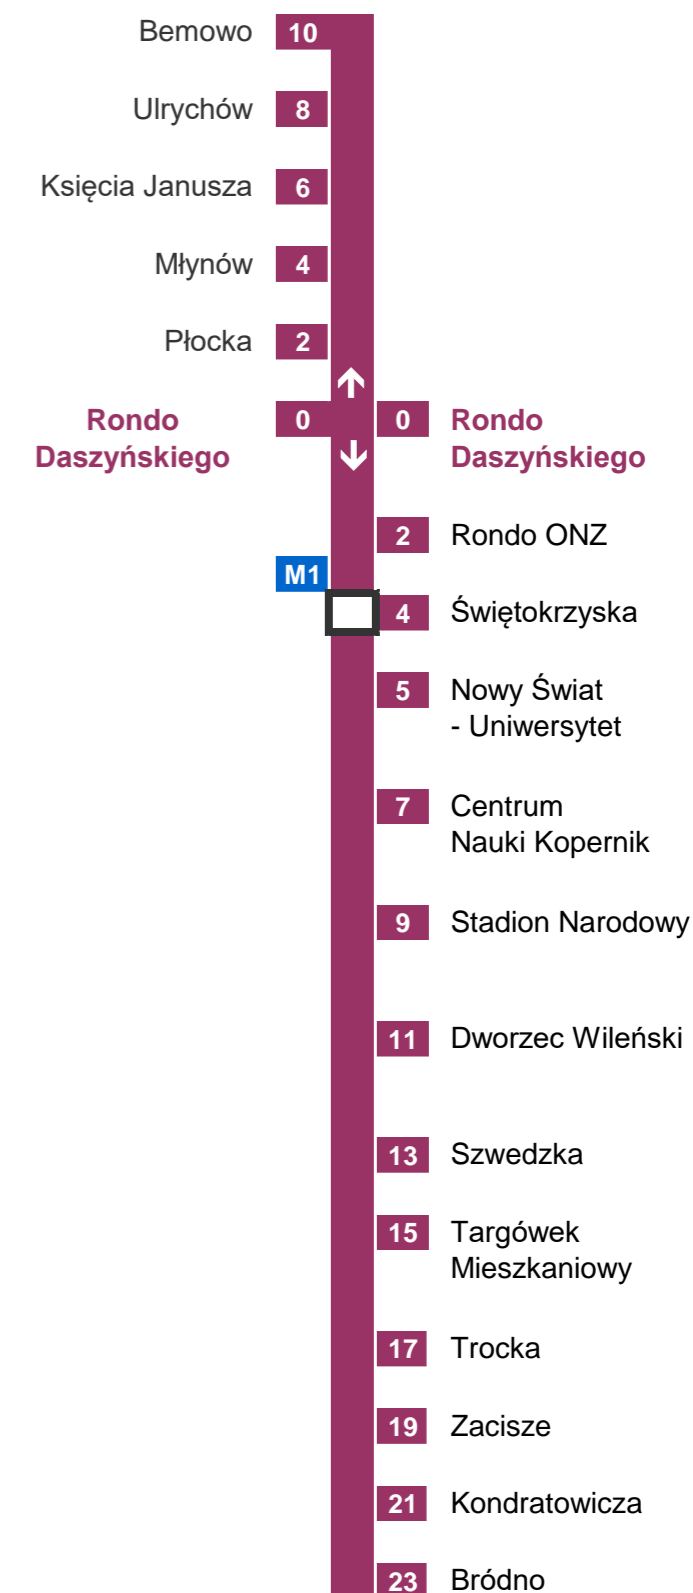 Bemowo 10
Ulrychów 8
Księcia Janusza 6
Młynów 4
Płocka 2
Rondo 0 0 Rondo
Daszyńskiego Daszyńskiego
2 Rondo ONZ
M1
4 Świętokrzyska
5 Nowy Świat
- Uniwersytet
7 Centrum
Nauki Kopernik
9 Stadion Narodowy
11 Dworzec Wileński
13 Szwedzka
15 Targówek
Mieszkaniowy
17 Trocka
19 Zacisze
21 Kondratowicza
23 Bródno